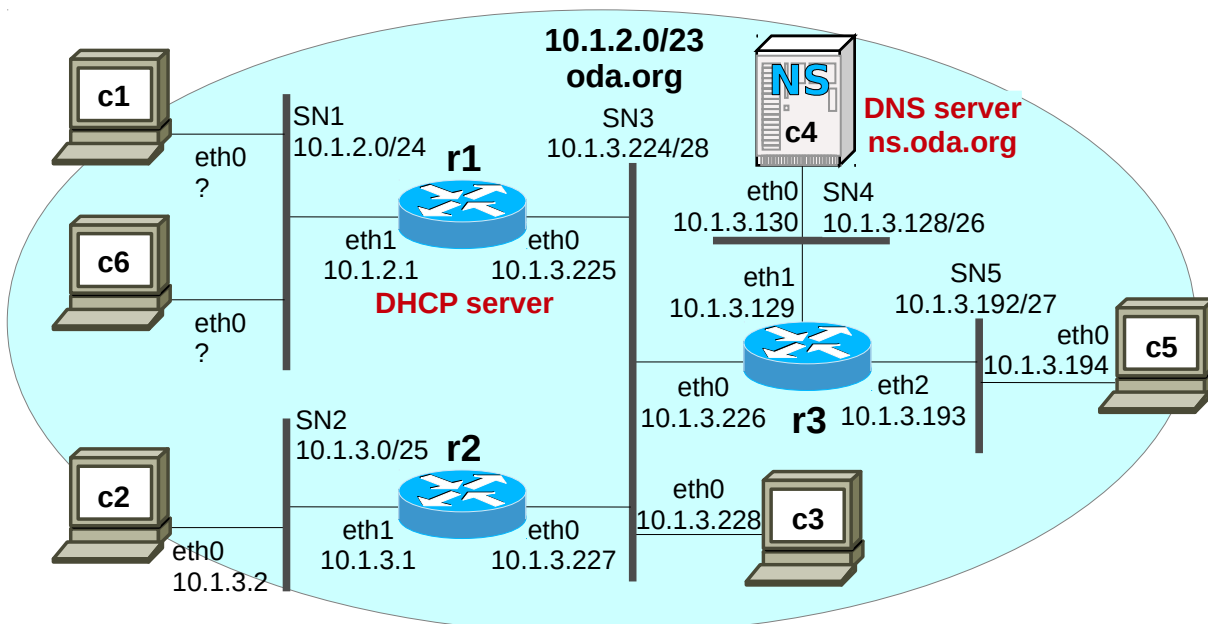 10.1.2.0/23
oda.org
c1
eth0
?
SN1
10.1.2.0/24
r1
eth1
10.1.2.1
eth0
10.1.3.225
DHCP server
c6
eth0
?
SN3
10.1.3.224/28
NS
c4
DNS server
ns.oda.org
eth0
10.1.3.130
SN4
10.1.3.128/26
eth1
10.1.3.129
SN5
10.1.3.192/27
eth0
10.1.3.194
c5
eth0
10.1.3.226
r3
eth2
10.1.3.193
SN2
10.1.3.0/25
r2
c2
eth0
10.1.3.2
eth1
10.1.3.1
eth0
10.1.3.227
eth0
10.1.3.228
c3